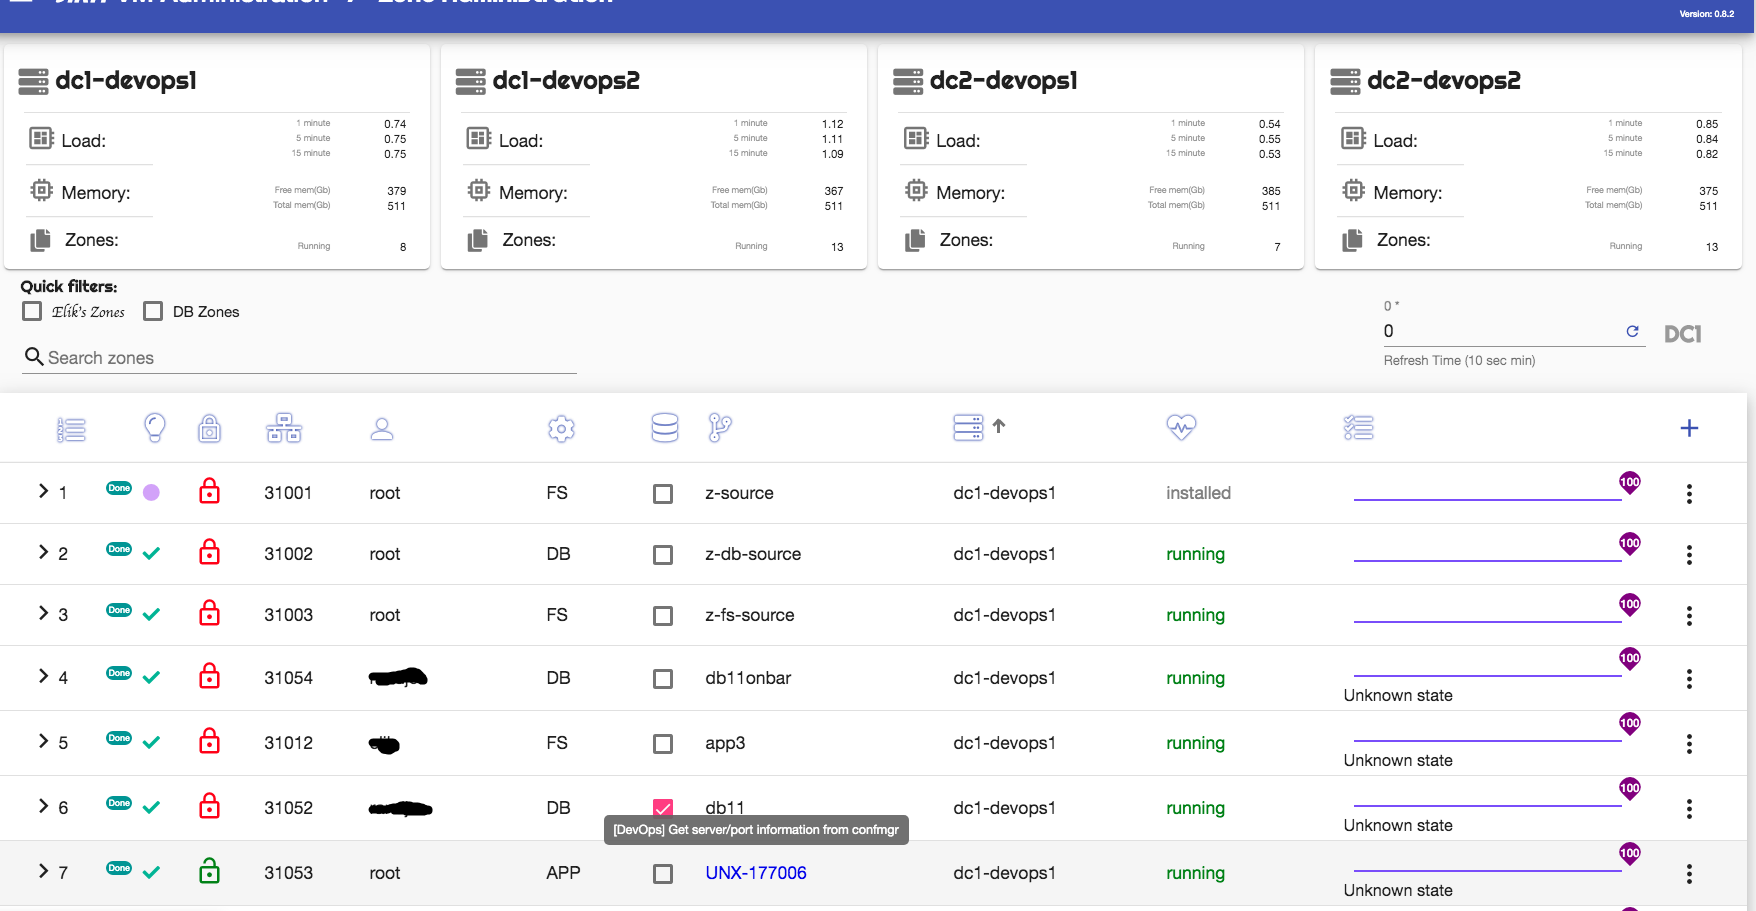 VM Administration / Zone Administration
Version: 0.8.2
dc1-devops1
Load:
1 minute 0.74
5 minute 0.75
15 minute 0.75
Memory:
Free mem(Gb) 379
Total mem(Gb) 511
Zones:
Running 8
dc1-devops2
Load:
1 minute 1.12
5 minute 1.11
15 minute 1.09
Memory:
Free mem(Gb) 367
Total mem(Gb) 511
Zones:
Running 13
dc2-devops1
Load:
1 minute 0.54
5 minute 0.55
15 minute 0.53
Memory:
Free mem(Gb) 385
Total mem(Gb) 511
Zones:
Running 7
dc2-devops2
Load:
1 minute 0.85
5 minute 0.84
15 minute 0.82
Memory:
Free mem(Gb) 375
Total mem(Gb) 511
Zones:
Running 13
Quick filters:
Elik's Zones DB Zones
Search zones
0 *
0
Refresh Time (10 sec min)
DC1
1 Done 31001 root FS z-source dc1-devops1 installed 100
2 Done 31002 root DB z-db-source dc1-devops1 running 100
3 Done 31003 root FS z-fs-source dc1-devops1 running 100
4 Done 31054 DB db11onbar dc1-devops1 running 100
Unknown state
5 Done 31012 FS app3 dc1-devops1 running 100
Unknown state
6 Done 31052 DB db11 dc1-devops1 running 100
Unknown state
[DevOps] Get server/port information from confmgr
7 Done 31053 root APP UNX-177006 dc1-devops1 running 100
Unknown state